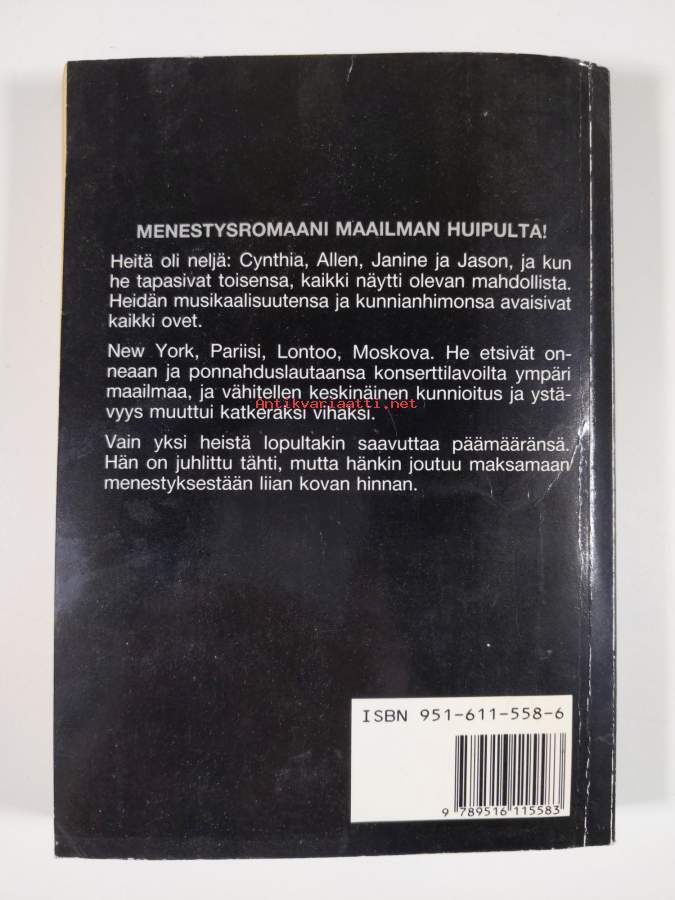 MENESTYSROMAANI MAAILMAN HUIPULTA!
Heitä oli neljä: Cynthia, Allen, Janine ja Jason, ja kun
he tapasivat toisensa, kaikki näytti olevan mahdollista.
Heidän musikaalisuutensa ja kunnianhimonsa avaisivat
kaikki ovet.
New York, Pariisi, Lontoo, Moskova. He etsivät on-
neaan ja ponnahduslautaansa konserttilavoilta ympäri
maailmaa, ja vähitellen keskinäinen kunnioitus ja ystä-
vyys muuttui katkeraksi vihaksi.
Antikvariaatti.net
Vain yksi heistä lopultakin saavuttaa päämääränsä.
Hän on juhlittu tähti, mutta hänkin joutuu maksamaan
menestyksestään liian kovan hinnan.
ISBN 951-611-558-6
9 789516 115583